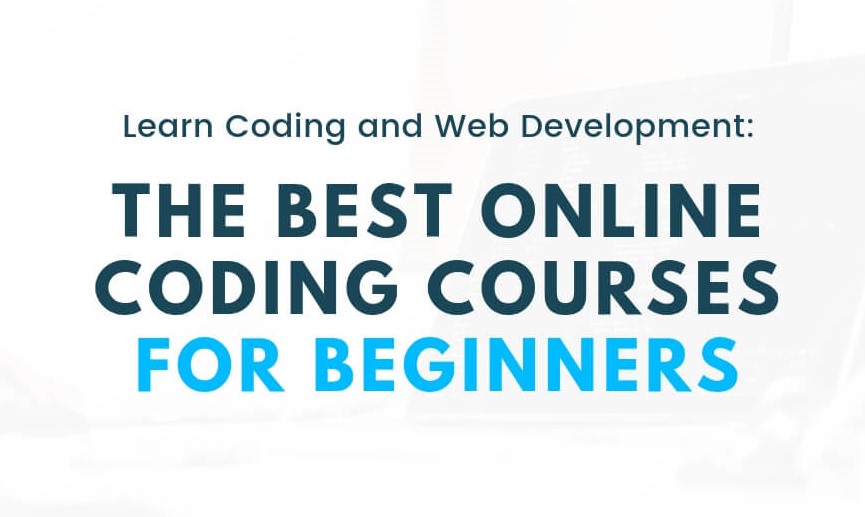 Learn Coding and Web Development:
THE BEST ONLINE
CODING COURSES
FOR BEGINNERS